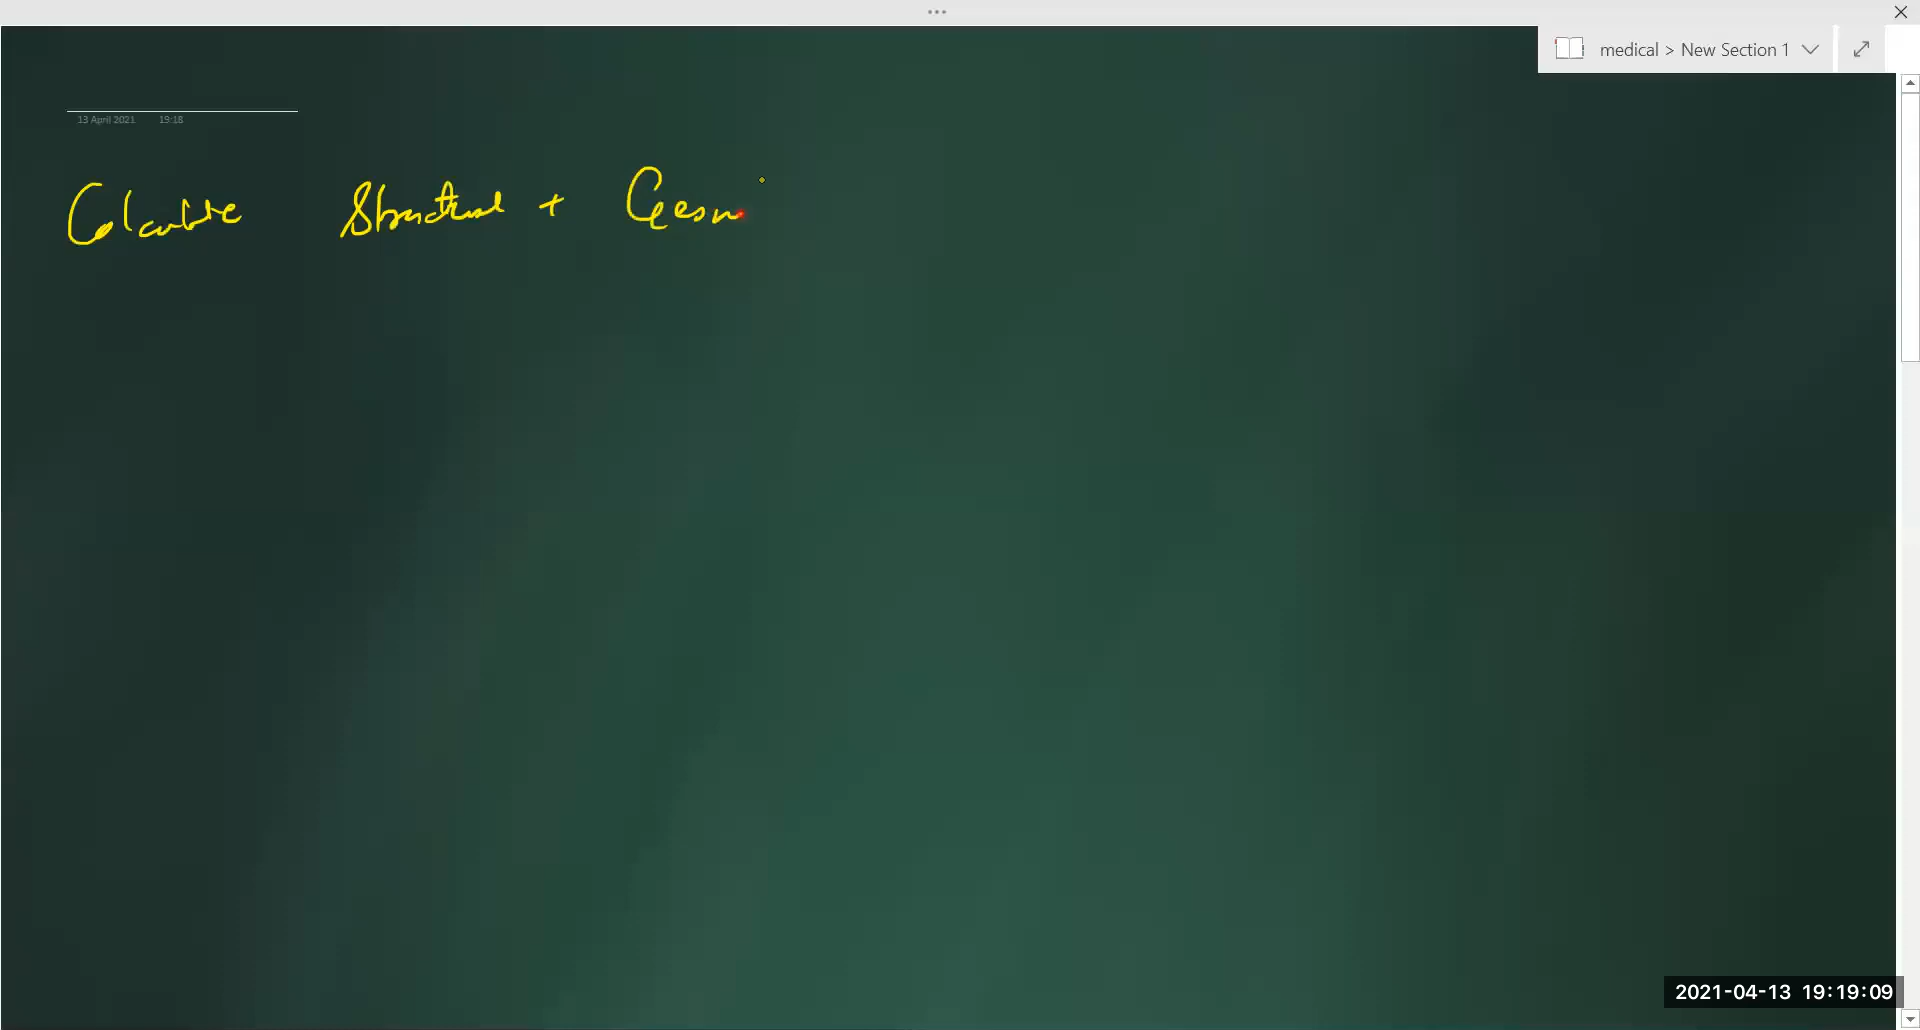 medical > New Section 1
13 April 2021 19:18
Structural +
2021-04-13 19:19:09